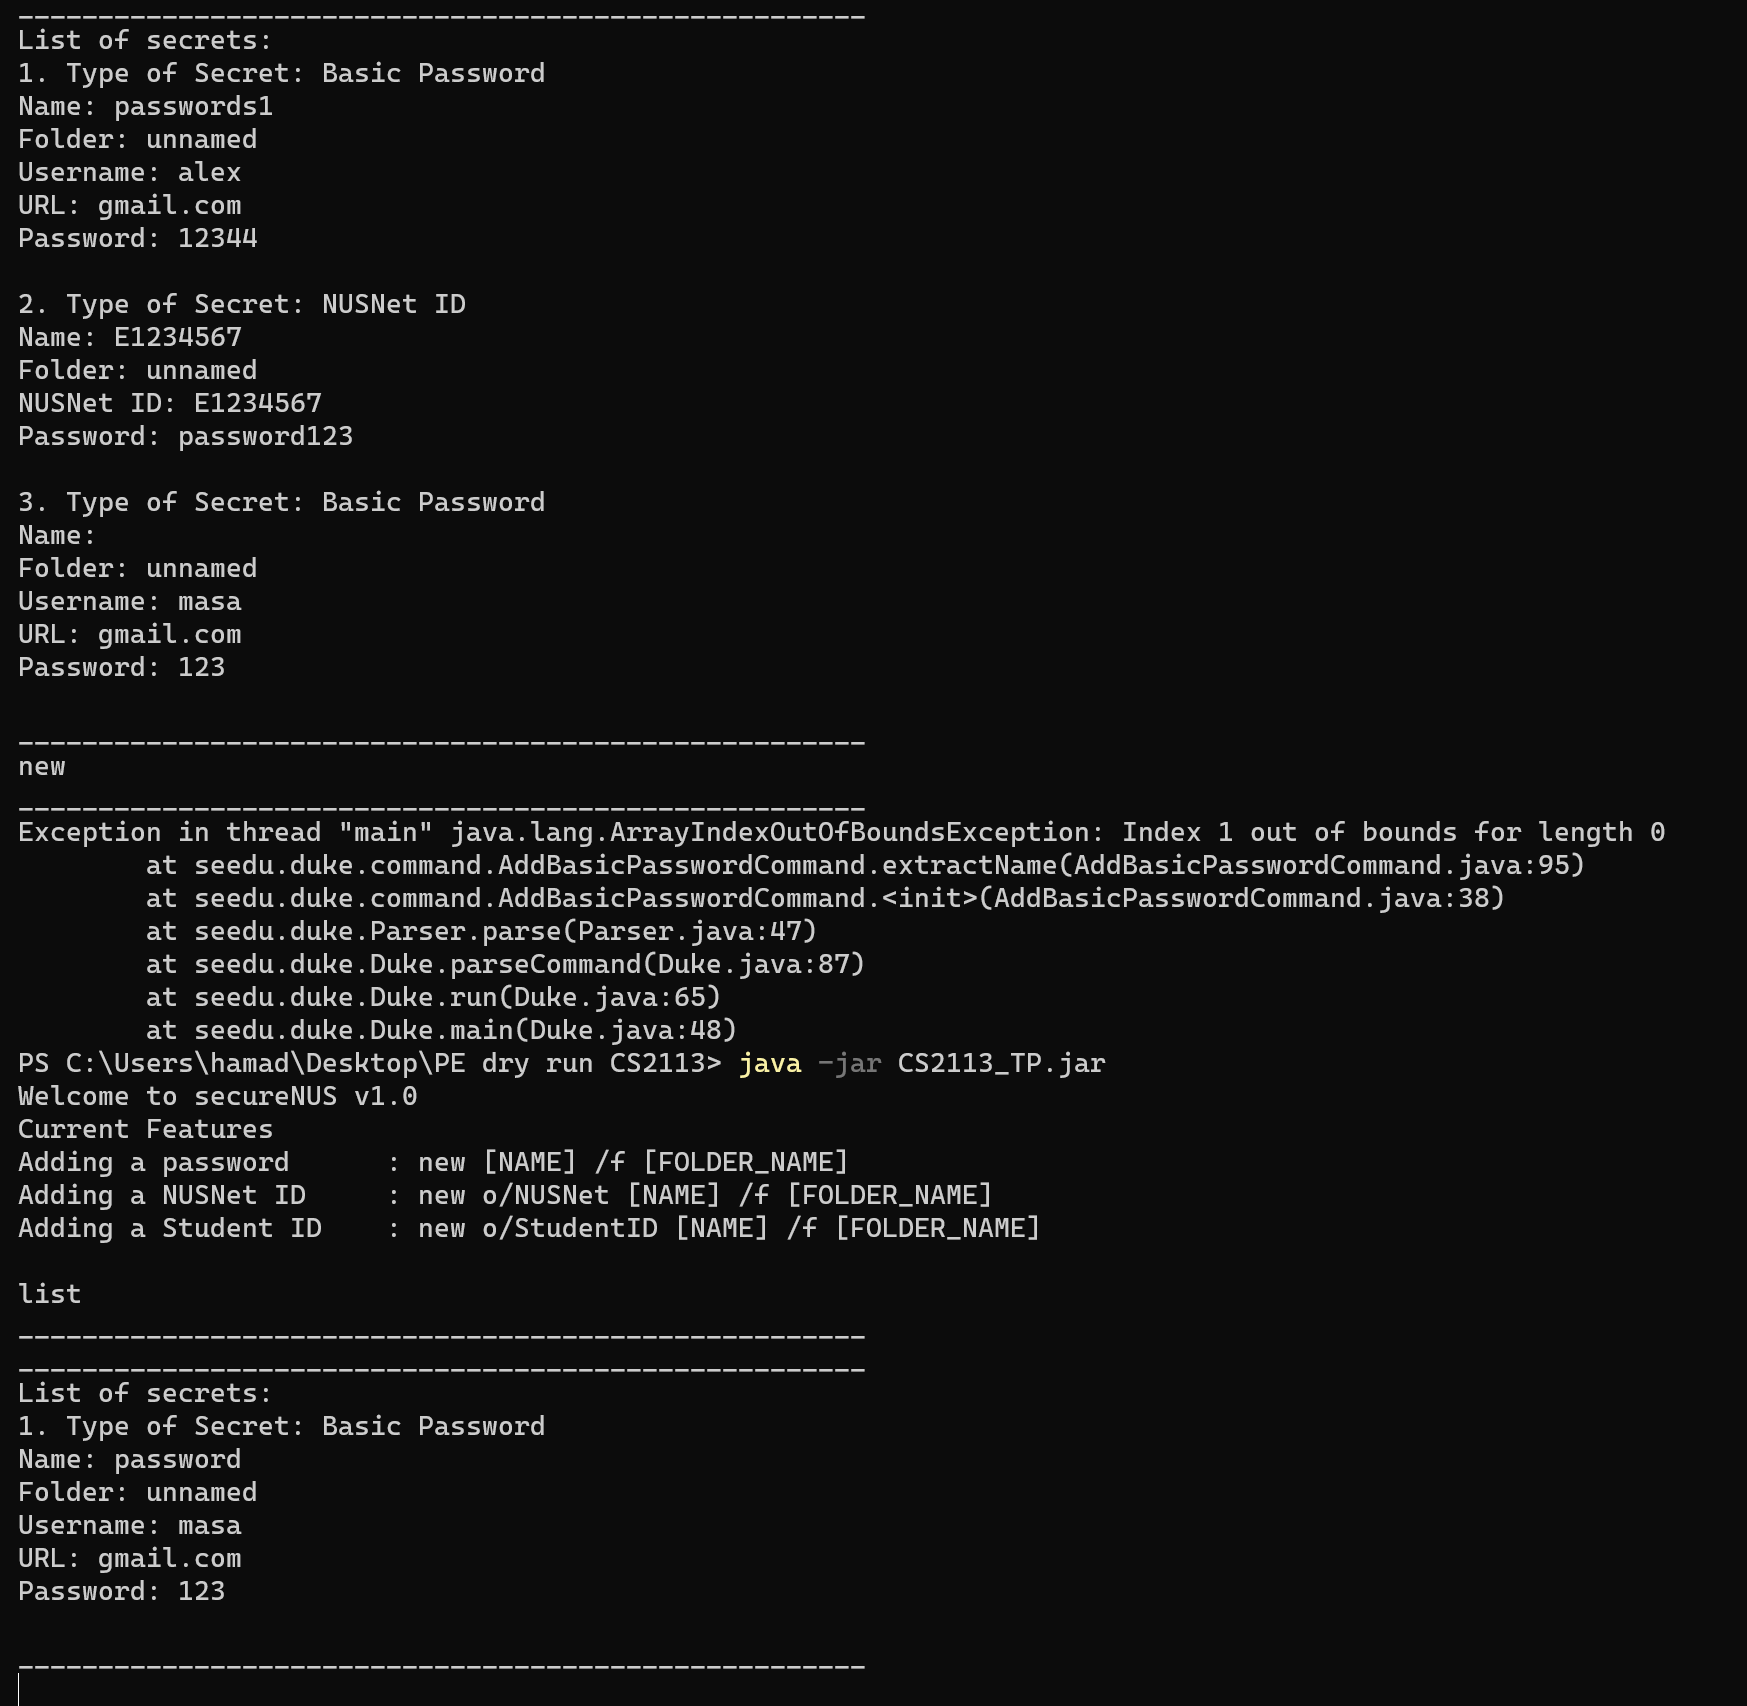 _____________________________________________________
List of secrets:
1. Type of Secret: Basic Password
Name: passwords1
Folder: unnamed
Username: alex
URL: gmail.com
Password: 12344

2. Type of Secret: NUSNet ID
Name: E1234567
Folder: unnamed
NUSNet ID: E1234567
Password: password123

3. Type of Secret: Basic Password
Name:
Folder: unnamed
Username: masa
URL: gmail.com
Password: 123

_____________________________________________________
new
_____________________________________________________
Exception in thread "main" java.lang.ArrayIndexOutOfBoundsException: Index 1 out of bounds for length 0
        at seedu.duke.command.AddBasicPasswordCommand.extractName(AddBasicPasswordCommand.java:95)
        at seedu.duke.command.AddBasicPasswordCommand.<init>(AddBasicPasswordCommand.java:38)
        at seedu.duke.Parser.parse(Parser.java:47)
        at seedu.duke.Duke.parseCommand(Duke.java:87)
        at seedu.duke.Duke.run(Duke.java:65)
        at seedu.duke.Duke.main(Duke.java:48)
PS C:\Users\hamad\Desktop\PE dry run CS2113> java -jar CS2113_TP.jar
Welcome to secureNUS v1.0
Current Features
Adding a password      : new [NAME] /f [FOLDER_NAME]
Adding a NUSNet ID     : new o/NUSNet [NAME] /f [FOLDER_NAME]
Adding a Student ID    : new o/StudentID [NAME] /f [FOLDER_NAME]

list
_____________________________________________________
_____________________________________________________
List of secrets:
1. Type of Secret: Basic Password
Name: password
Folder: unnamed
Username: masa
URL: gmail.com
Password: 123

_____________________________________________________